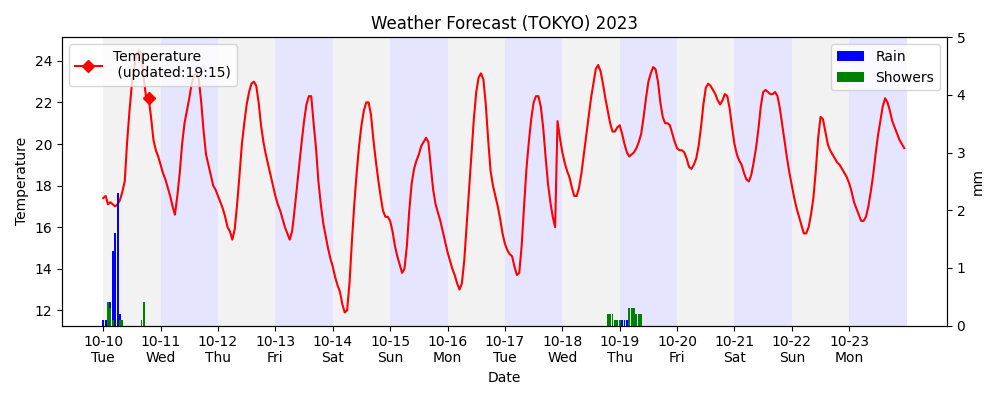 Weather Forecast (TOKYO) 2023
Temperature
(updated:19:15)
Rain
Showers
24
22
20
18
16
14
12
Temperature
5
4
3
2
1
0
mm
10-10 10-11 10-12 10-13 10-14 10-15 10-16 10-17 10-18 10-19 10-20 10-21 10-22 10-23
Tue Wed Thu Fri Sat Sun Mon Tue Wed Thu Fri Sat Sun Mon
Date